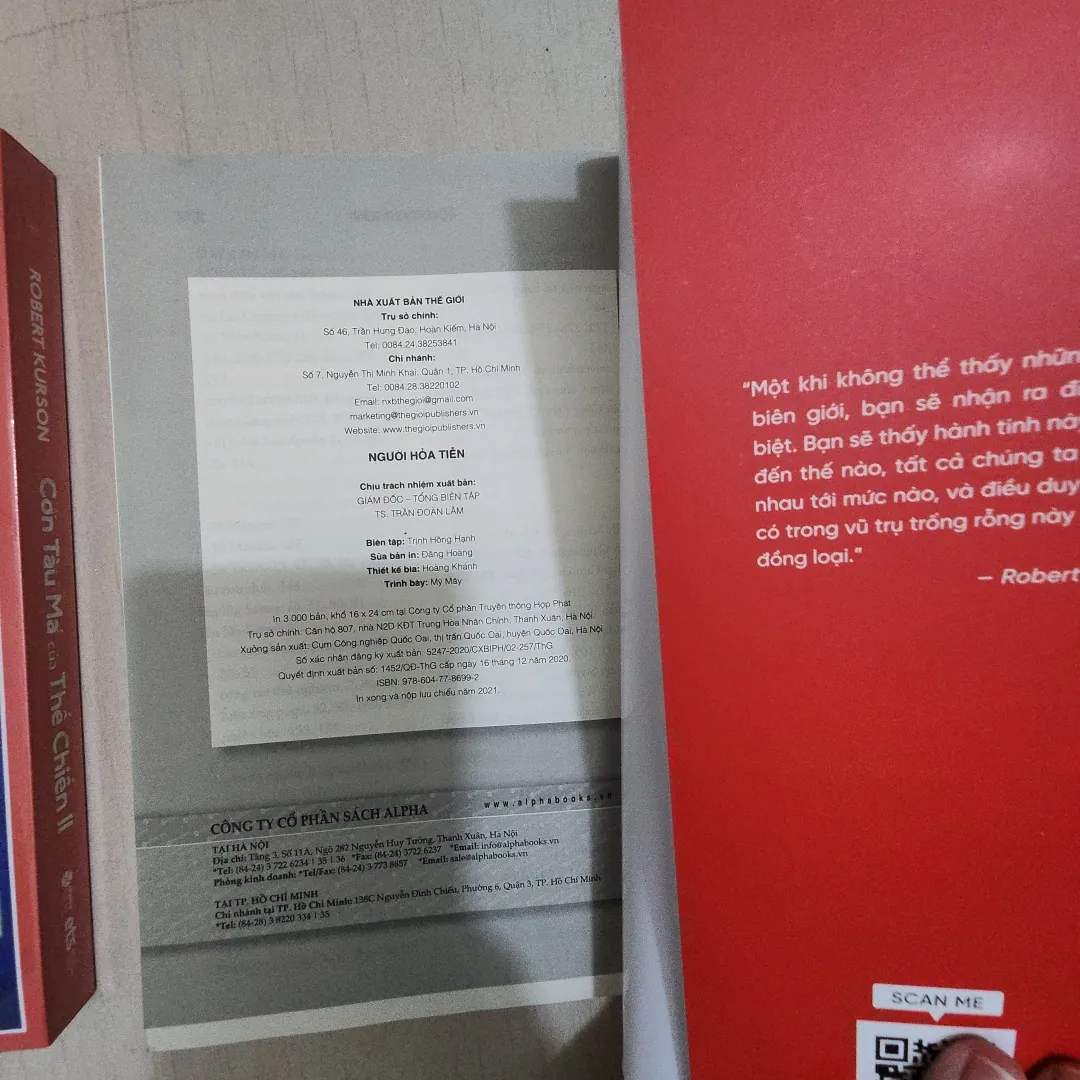 ROBERT KURSON
Con Tàu Mã của Thế Chiến II
NHÀ XUẤT BẢN THẾ GIỚI
Trụ sở chính:
Số 46, Trần Hưng Đạo, Hoàn Kiếm, Hà Nội
Tel: 0084.24.38253841
Chi nhánh:
Số 7, Nguyễn Thị Minh Khai, Quận 1, TP. Hồ Chí Minh
Tel: 0084.28.38220102
Email: nxbthegioi@gmail.com
marketing@thegioipublishers.vn
Website: www.thegioipublishers.vn
NGƯỜI HỎA TIỄN
Chịu trách nhiệm xuất bản:
GIÁM ĐỐC – TỔNG BIÊN TẬP
TS. TRẦN ĐOÀN LÂM
Biên tập: Trịnh Hồng Hạnh
Sửa bản in: Đăng Hoàng
Thiết kế bìa: Hoàng Khánh
Trình bày: My Mây
In 3.000 bản, khổ 16 x 24 cm tại Công ty Cổ phần Truyền thông Hợp Phát
Trụ sở chính: Căn hộ 807, nhà N2D KĐT Trung Hòa Nhân Chính, Thanh Xuân, Hà Nội
Xưởng sản xuất: Cụm Công nghiệp Quốc Oai, thị trấn Quốc Oai, huyện Quốc Oai, Hà Nội
Số xác nhận đăng ký xuất bản: 5247-2020/CXBIPH/02-257/ThG
Quyết định xuất bản số: 1452/QĐ-ThG cấp ngày 16 tháng 12 năm 2020.
ISBN: 978-604-77-8699-2
In xong và nộp lưu chiểu năm 2021.
www.alphabooks.vn
CÔNG TY CỔ PHẦN SÁCH ALPHA
TẠI HÀ NỘI
Địa chỉ: Tầng 3, Số 11A, Ngõ 282 Nguyễn Huy Tưởng, Thanh Xuân, Hà Nội
*Tel: (84-24) 3 722 6234 | 35 | 36 *Fax: (84-24) 3722 6237 *Email: info@alphabooks.vn
Phòng kinh doanh: *Tel/Fax: (84-24) 3 773 8857 *Email: sale@alphabooks.vn
TẠI TP. HỒ CHÍ MINH
Chi nhánh tại TP. Hồ Chí Minh: 138C Nguyễn Đình Chiểu, Phường 6, Quận 3, TP. Hồ Chí Minh
*Tel: (84-28) 3 8220 334 | 35
“Một khi không thể thấy nhữn
biên giới, bạn sẽ nhận ra
biệt. Bạn sẽ thấy hành tinh này
đến thế nào, tất cả chúng ta
nhau tới mức nào, và điều duy
có trong vũ trụ trống rỗng này
đồng loại.”
– Robert
SCAN ME